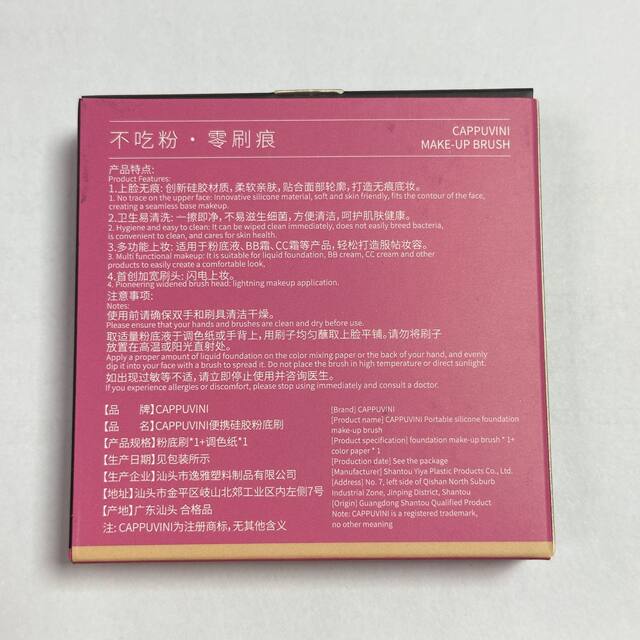 不吃粉·零刷痕
CAPPUVINI
MAKE-UP BRUSH
产品特点:
Product Features:
1.上脸无痕: 创新硅胶材质, 柔软亲肤, 贴合面部轮廓, 打造无痕底妆。
1. No trace on the upper face: Innovative silicone material, soft and skin friendly, fits the contour of the face,
creating a seamless base makeup.
2.卫生易清洗: 一擦即净, 不易滋生细菌, 方便清洁, 呵护肌肤健康。
2. Hygiene and easy to clean: It can be wiped clean immediately, does not easily breed bacteria,
is convenient to clean, and cares for skin health.
3.多功能上妆: 适用于粉底液、BB霜、CC霜等产品, 轻松打造服帖妆容。
3. Multi functional makeup: It is suitable for liquid foundation, BB cream, CC cream and other
products to easily create a comfortable look,
4.首创加宽刷头: 闪电上妆。
4. Pioneering widened brush head: lightning makeup application.
注意事项:
Notes:
使用前请确保双手和刷具清洁干燥。
Please ensure that your hands and brushes are clean and dry before use.
取适量粉底液于调色纸或手背上, 用刷子均匀蘸取上脸平铺。请勿将刷子
放置在高温或阳光直射处。
Apply a proper amount of liquid foundation on the color mixing paper or the back of your hand, and evenly
dip it into your face with a brush to spread it. Do not place the brush in high temperature or direct sunlight.
如出现过敏等不适, 请立即停止使用并咨询医生。
If you experience allergies or discomfort, please stop using immediately and consult a doctor.
【品 牌】CAPPUVINI
【品 名】CAPPUVINI便携硅胶粉底刷
【产品规格】粉底刷*1+调色纸*1
【生产日期】见包装所示
【生产企业】汕头市逸雅塑料制品有限公司
【地址】汕头市金平区岐山北郊工业区内左侧7号
【产地】广东汕头 合格品
注: CAPPUVINI为注册商标, 无其他含义
[Brand] CAPPUVINI
[Product name] CAPPUVINI Portable silicone foundation
make-up brush
[Product specification] foundation make-up brush * 1+
color paper * 1
[Production date] See the package
[Manufacturer] Shantou Yiya Plastic Products Co., Ltd.
[Address] No. 7, left side of Qishan North Suburb
Industrial Zone, Jinping District, Shantou
[Origin] Guangdong Shantou Qualified Product
Note: CAPPUVINI is a registered trademark,
no other meaning